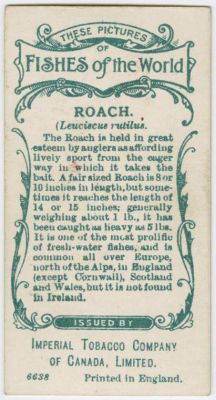 THESE PICTURES
OF
FISHES of the WORLD
ROACH.
(Leuciscus rutilus.
The Roach is held in great
esteem by anglers as affording
lively sport from the eager
way in which it takes the
bait. A fair sized Roach is 8 or
10 inches in length, but some-
times it reaches the length of
14 or 15 inches; generally
weighing about 1 lb., it has
been caught as heavy as 5 lbs.
It is one of the most prolific
of fresh-water fishes, and is
common all over Europe,
north of the Alps, in England
(except Cornwall), Scotland
and Wales, but it is not found
in Ireland.
ISSUED BY
IMPERIAL TOBACCO COMPANY
OF CANADA, LIMITED.
6638 Printed in England.